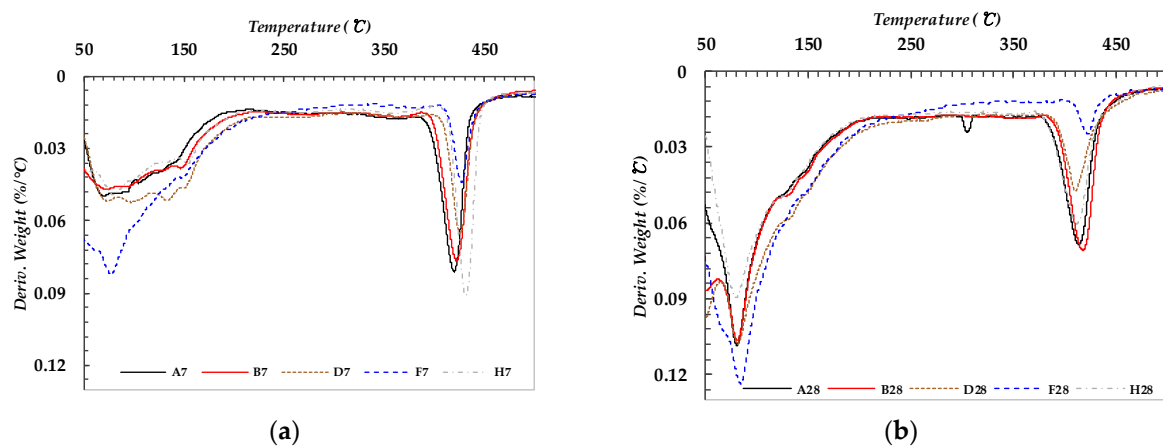 Temperature ( ℃)
50 150 250 350 450
0
0.03
0.06
0.09
0.12
Deriv. Weight (%/°C)
A7 B7 D7 F7 H7
(a)
Temperature ( ℃)
50 150 250 350 450
0
0.03
0.06
0.09
0.12
Deriv. Weight (%/℃)
A28 B28 D28 F28 H28
(b)